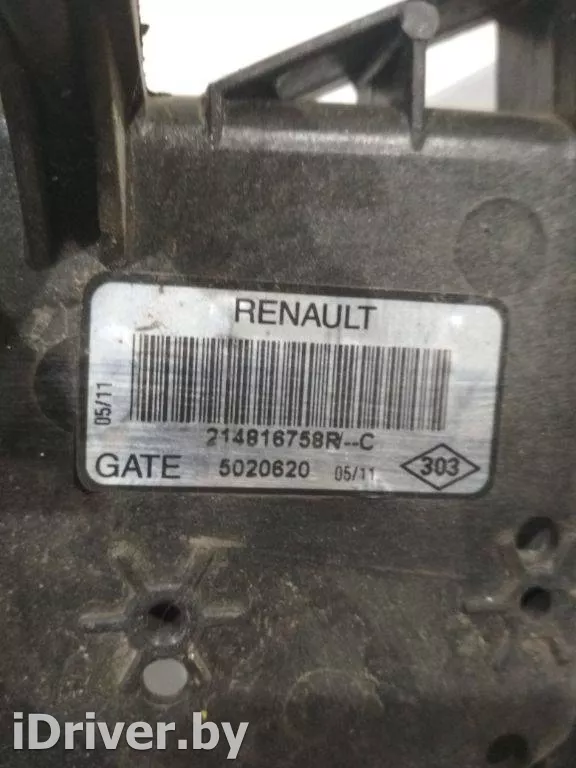 RENAULT
05/11
214816758R--C
GATE 5020620 05/11 303
iDriver.by